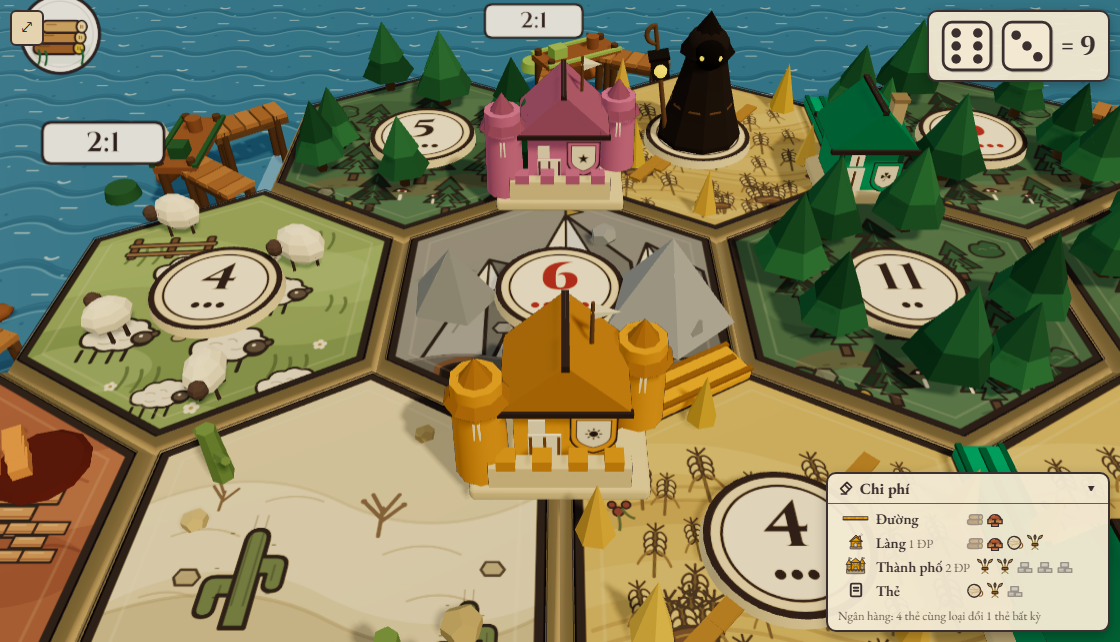 2:1
= 9
2:1
5
4
6
11
4
Chi phí
Đường
Làng 1 ĐP
Thành phố 2 ĐP
Thẻ
Ngân hàng: 4 thẻ cùng loại đổi 1 thẻ bất kỳ